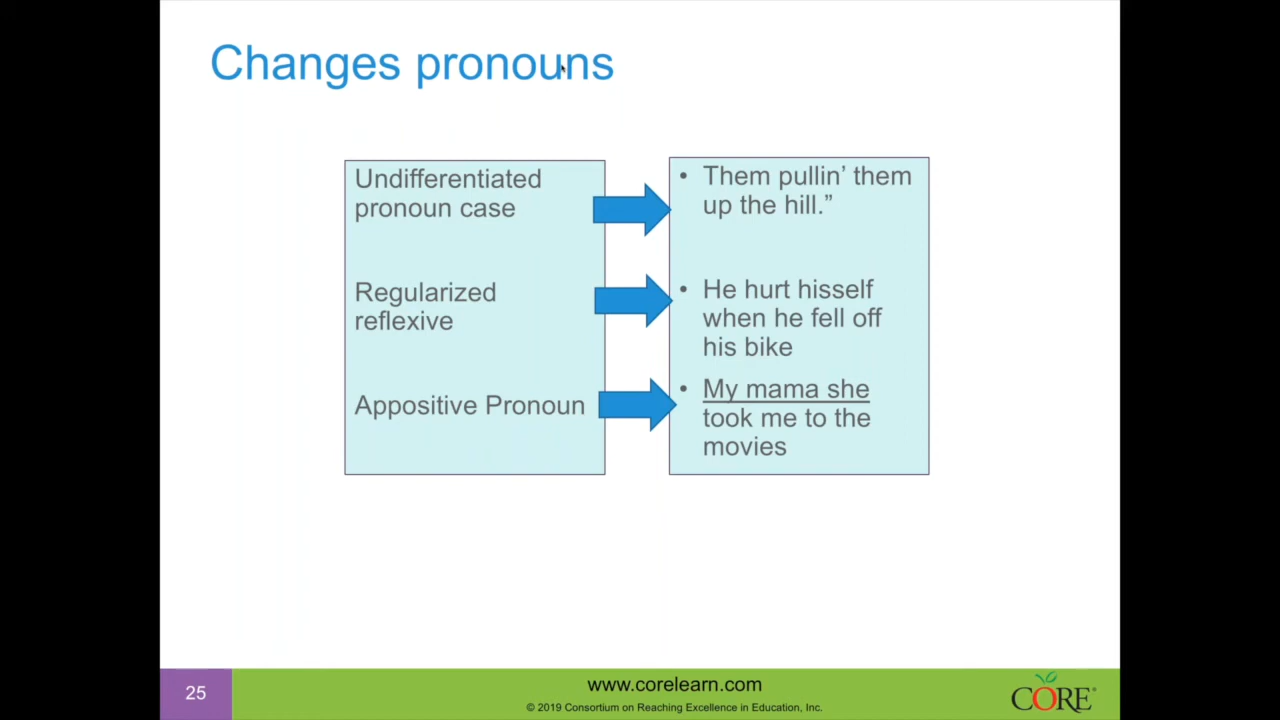 Changes pronouns
Undifferentiated
pronoun case
• Them pullin’ them
up the hill.”
Regularized
reflexive
• He hurt hisself
when he fell off
his bike
Appositive Pronoun
• My mama she
took me to the
movies
25
www.corelearn.com
© 2019 Consortium on Reaching Excellence in Education, Inc.
CORE®